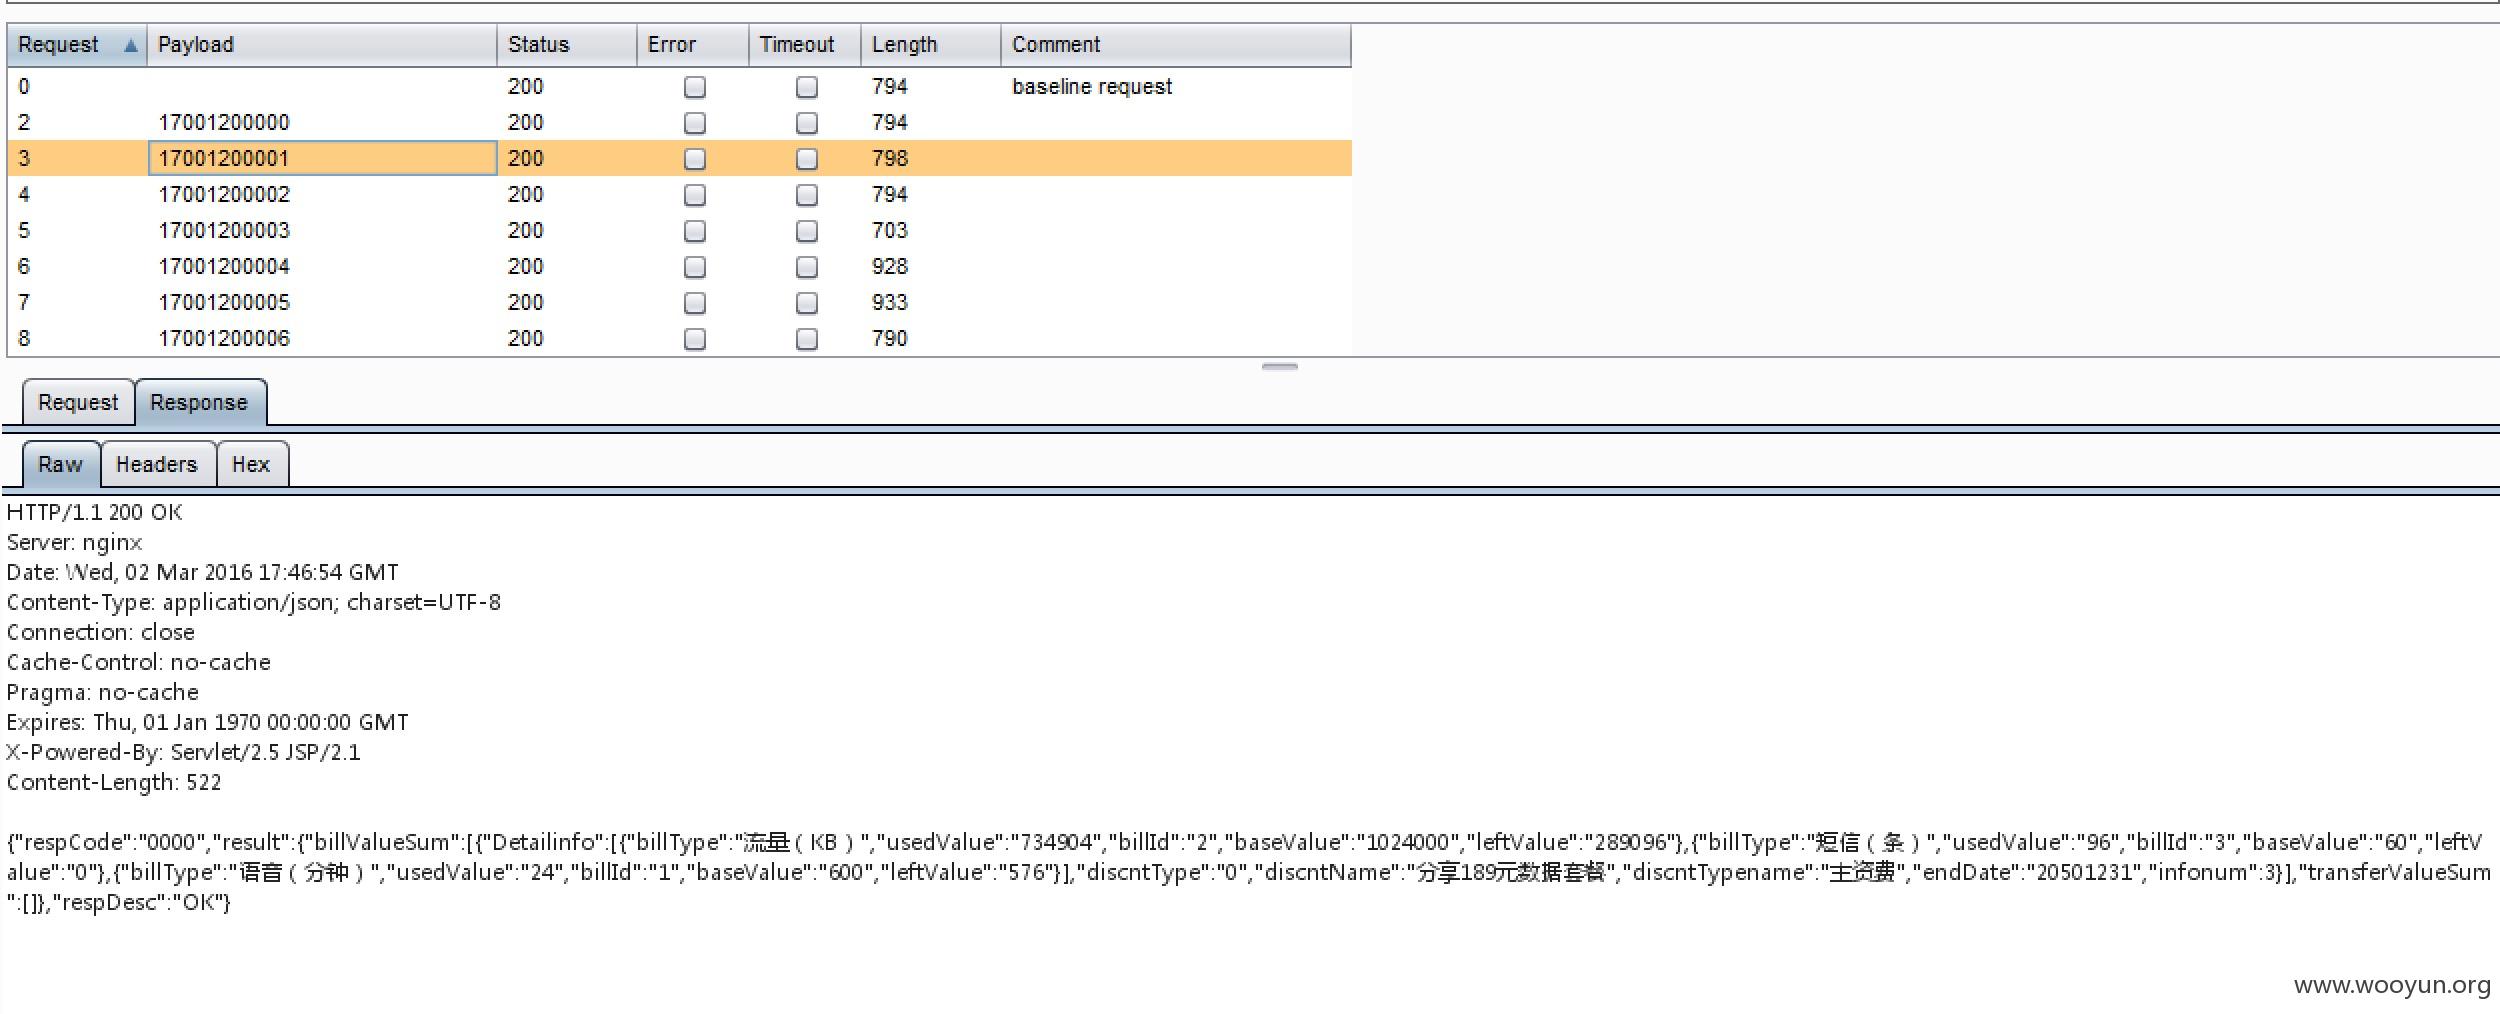 Request Payload Status Error Timeout Length Comment
0 200 794 baseline request
2 17001200000 200 794
3 17001200001 200 798
4 17001200002 200 794
5 17001200003 200 703
6 17001200004 200 928
7 17001200005 200 933
8 17001200006 200 790
Request Response
Raw Headers Hex
HTTP/1.1 200 OK
Server: nginx
Date: Wed, 02 Mar 2016 17:46:54 GMT
Content-Type: application/json; charset=UTF-8
Connection: close
Cache-Control: no-cache
Pragma: no-cache
Expires: Thu, 01 Jan 1970 00:00:00 GMT
X-Powered-By: Servlet/2.5 JSP/2.1
Content-Length: 522
{"respCode":"0000","result":{"billValueSum":[{"Detailinfo":[{"billType":"流量（KB）","usedValue":"734904","billId":"2","baseValue":"1024000","leftValue":"289096"},{"billType":"短信（条）","usedValue":"96","billId":"3","baseValue":"60","leftV
alue":"0"},{"billType":"语音（分钟）","usedValue":"24","billId":"1","baseValue":"600","leftValue":"576"}],"discntType":"0","discntName":"分享189元数据套餐","discntTypename":"主资费","endDate":"20501231","infonum":3}],"transferValueSum
":[]},"respDesc":"OK"}
www.wooyun.org